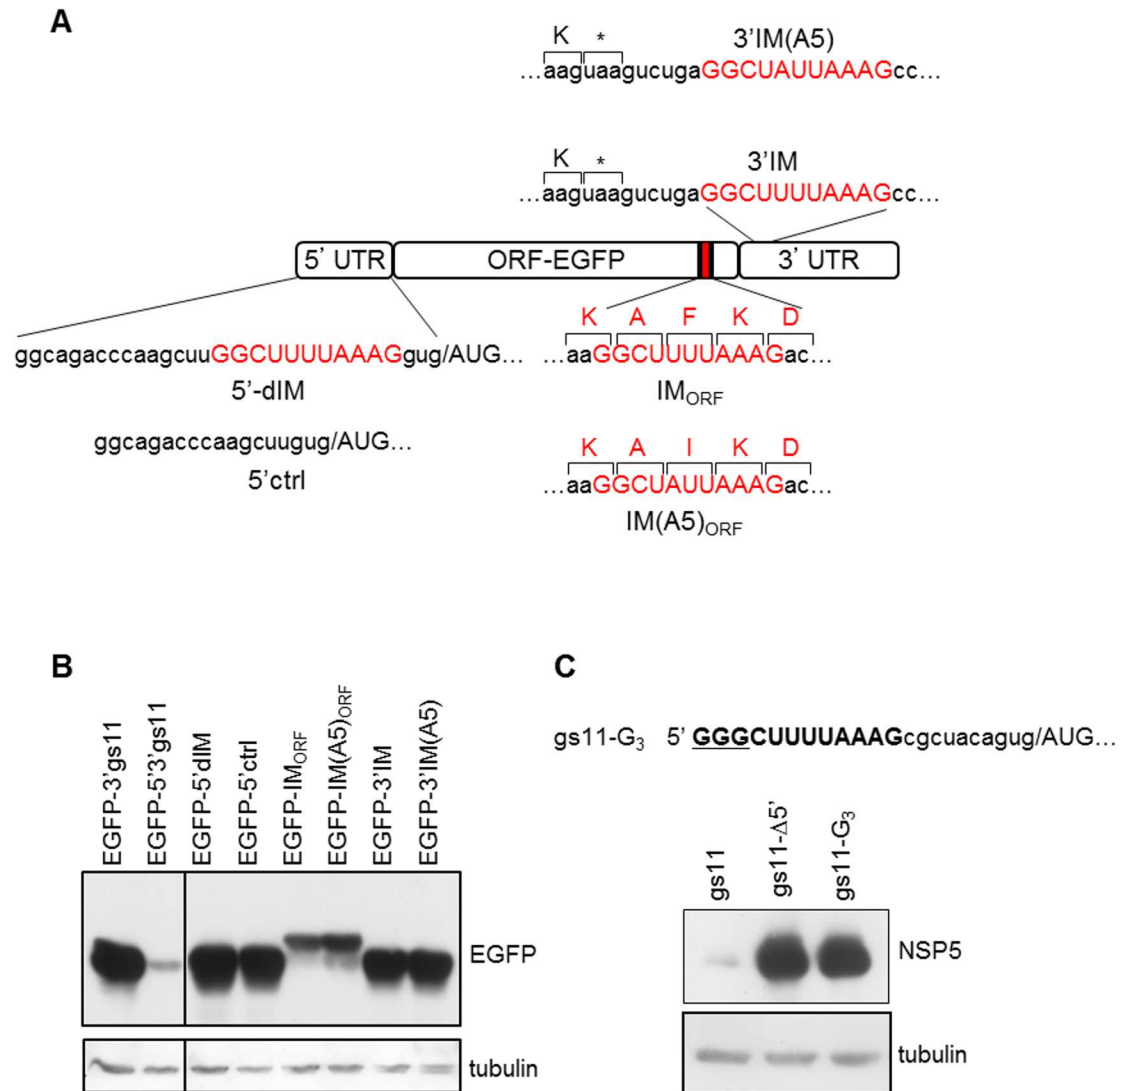 A
K *
3'IM(A5)
…aaguaagucugaGGCUAUUAAAGcc…
K *
3'IM
…aaguaagucugaGGCUUUUAAAGcc…
5' UTR ORF-EGFP 3' UTR
K A F K D
ggcagacccaagcuuGGCUUUUAAAGgug/AUG… …aaGGCUUUUAAAGac…
5'-dIM IMORF
ggcagacccaagcuugug/AUG…
5'ctrl
K A I K D
…aaGGCUAUUAAAGac…
IM(A5)ORF
B
EGFP-3'gs11
EGFP-5'3'gs11
EGFP-5'dIM
EGFP-5'ctrl
EGFP-IMORF
EGFP-IM(A5)ORF
EGFP-3'IM
EGFP-3'IM(A5)
EGFP
tubulin
C
gs11-G3 5' GGGCUUUUAAAGcgcuacagug/AUG…
gs11
gs11-Δ5'
gs11-G3
NSP5
tubulin